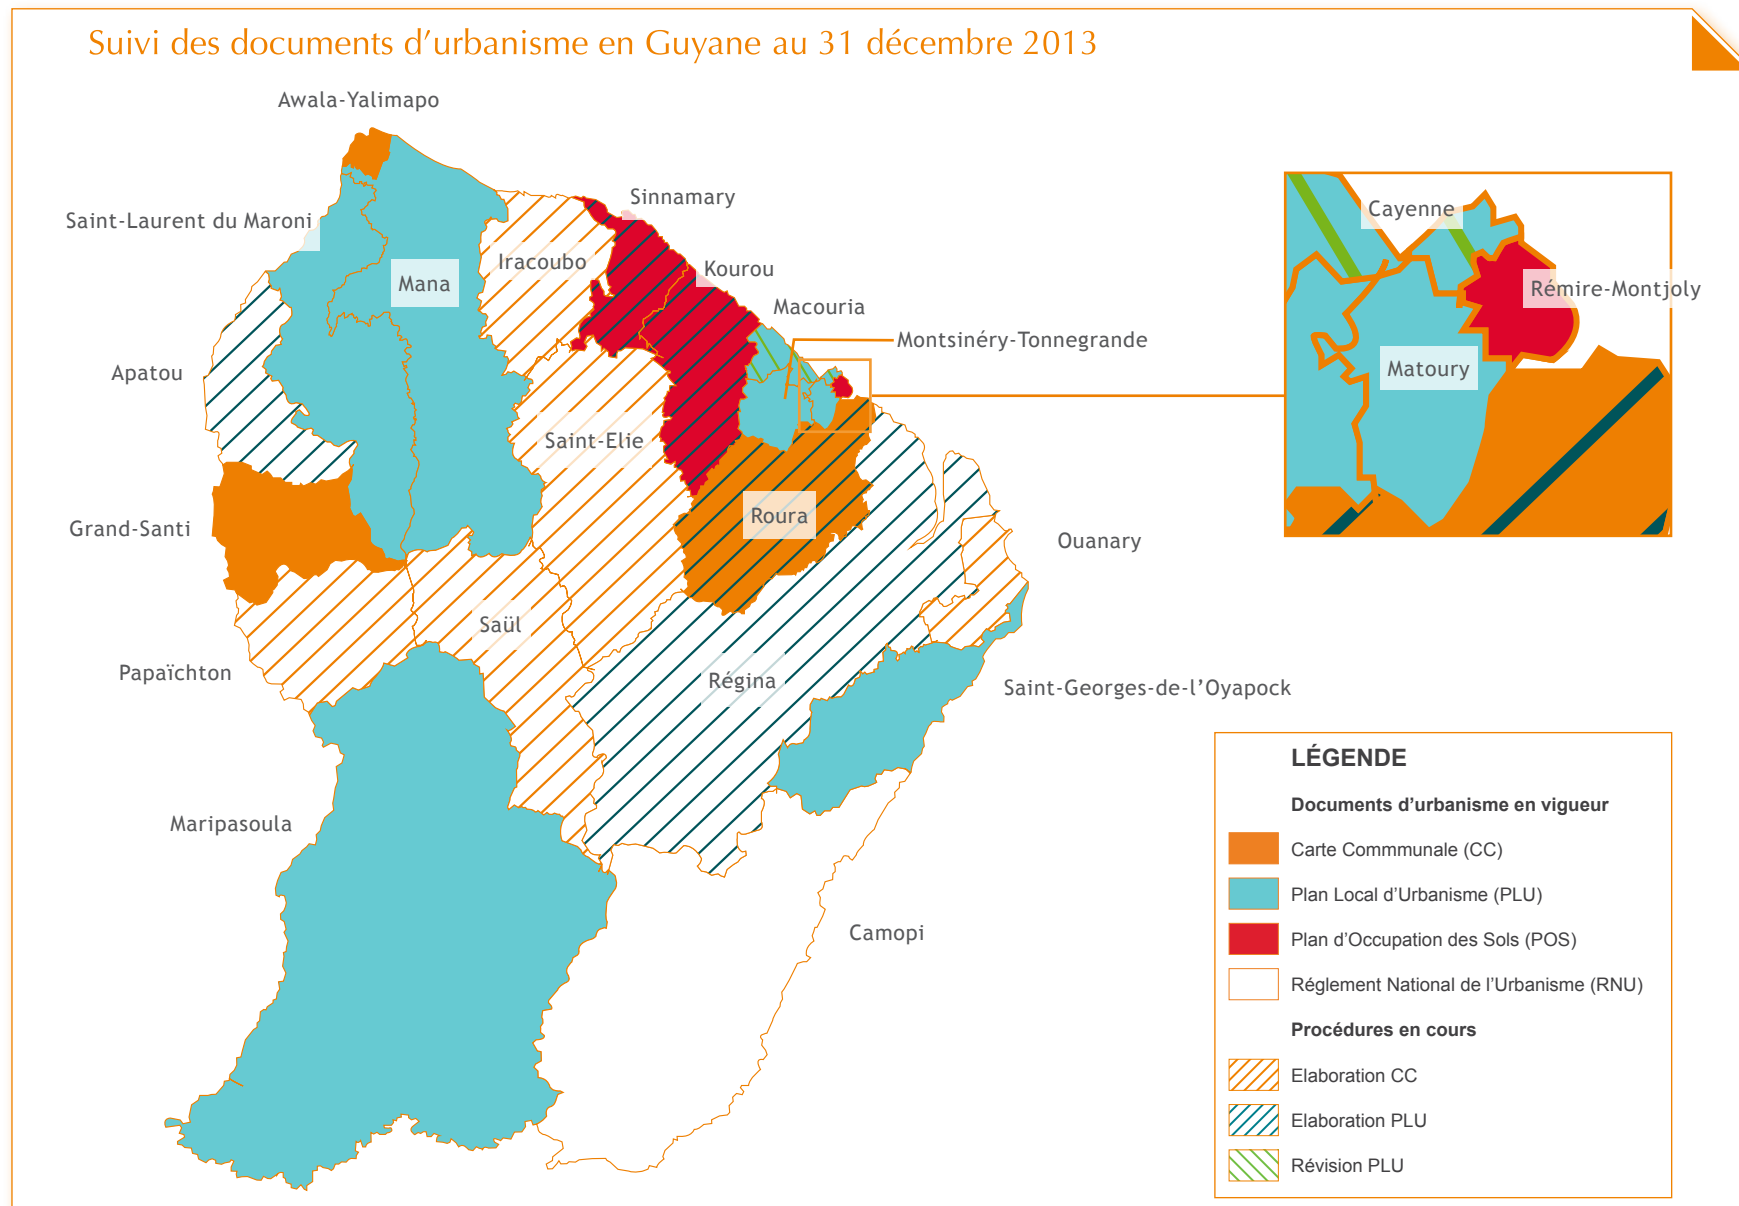 Suivi des documents d’urbanisme en Guyane au 31 décembre 2013
Awala-Yalimapo
Sinnamary
Saint-Laurent du Maroni
Iracoubo
Kourou
Mana
Macouria
Montsinéry-Tonnegrande
Apatou
Saint-Elie
Roura
Grand-Santi
Ouanary
Saül
Papaïchton
Régina
Saint-Georges-de-l’Oyapock
Maripasoula
Camopi
Cayenne
Rémire-Montjoly
Matoury
LÉGENDE
Documents d’urbanisme en vigueur
Carte Commmunale (CC)
Plan Local d’Urbanisme (PLU)
Plan d’Occupation des Sols (POS)
Réglement National de l’Urbanisme (RNU)
Procédures en cours
Elaboration CC
Elaboration PLU
Révision PLU